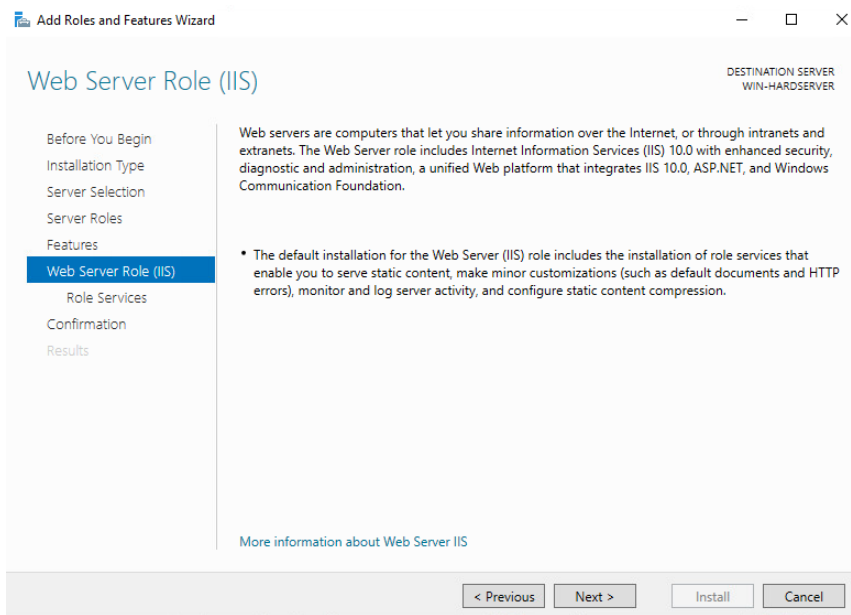 Add Roles and Features Wizard
Web Server Role (IIS)
DESTINATION SERVER
WIN-HARDSERVER
Before You Begin
Installation Type
Server Selection
Server Roles
Features
Web Server Role (IIS)
Role Services
Confirmation
Results
Web servers are computers that let you share information over the Internet, or through intranets and
extranets. The Web Server role includes Internet Information Services (IIS) 10.0 with enhanced security,
diagnostic and administration, a unified Web platform that integrates IIS 10.0, ASP.NET, and Windows
Communication Foundation.
• The default installation for the Web Server (IIS) role includes the installation of role services that
enable you to serve static content, make minor customizations (such as default documents and HTTP
errors), monitor and log server activity, and configure static content compression.
More information about Web Server IIS
< Previous
Next >
Install
Cancel